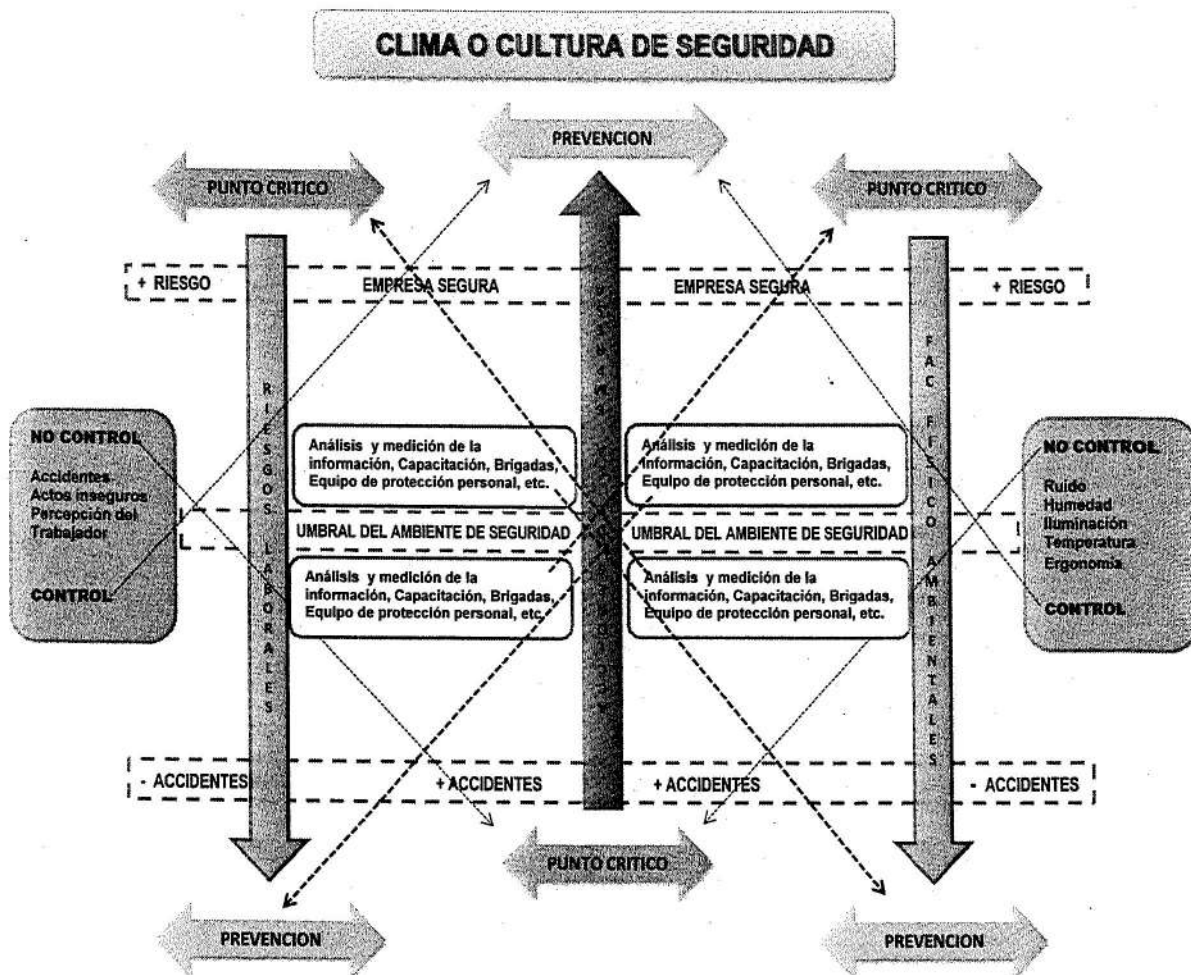 CLIMA O CULTURA DE SEGURIDAD
PREVENCION
PUNTO CRITICO
PUNTO CRITICO
+ RIESGO
EMPRESA SEGURA
EMPRESA SEGURA
+ RIESGO
RIESGOS LABORALES
FAC FISICO AMBIENTALES
NO CONTROL
Accidentes
Actos inseguros
Percepción del
Trabajador
CONTROL
Análisis y medición de la
información, Capacitación, Brigadas,
Equipo de protección personal, etc.
Análisis y medición de la
información, Capacitación, Brigadas,
Equipo de protección personal, etc.
NO CONTROL
Ruido
Humedad
Iluminación
Temperatura
Ergonomía
CONTROL
UMBRAL DEL AMBIENTE DE SEGURIDAD
UMBRAL DEL AMBIENTE DE SEGURIDAD
Análisis y medición de la
información, Capacitación, Brigadas,
Equipo de protección personal, etc.
Análisis y medición de la
información, Capacitación, Brigadas,
Equipo de protección personal, etc.
- ACCIDENTES
+ ACCIDENTES
+ ACCIDENTES
- ACCIDENTES
PUNTO CRITICO
PREVENCION
PREVENCION